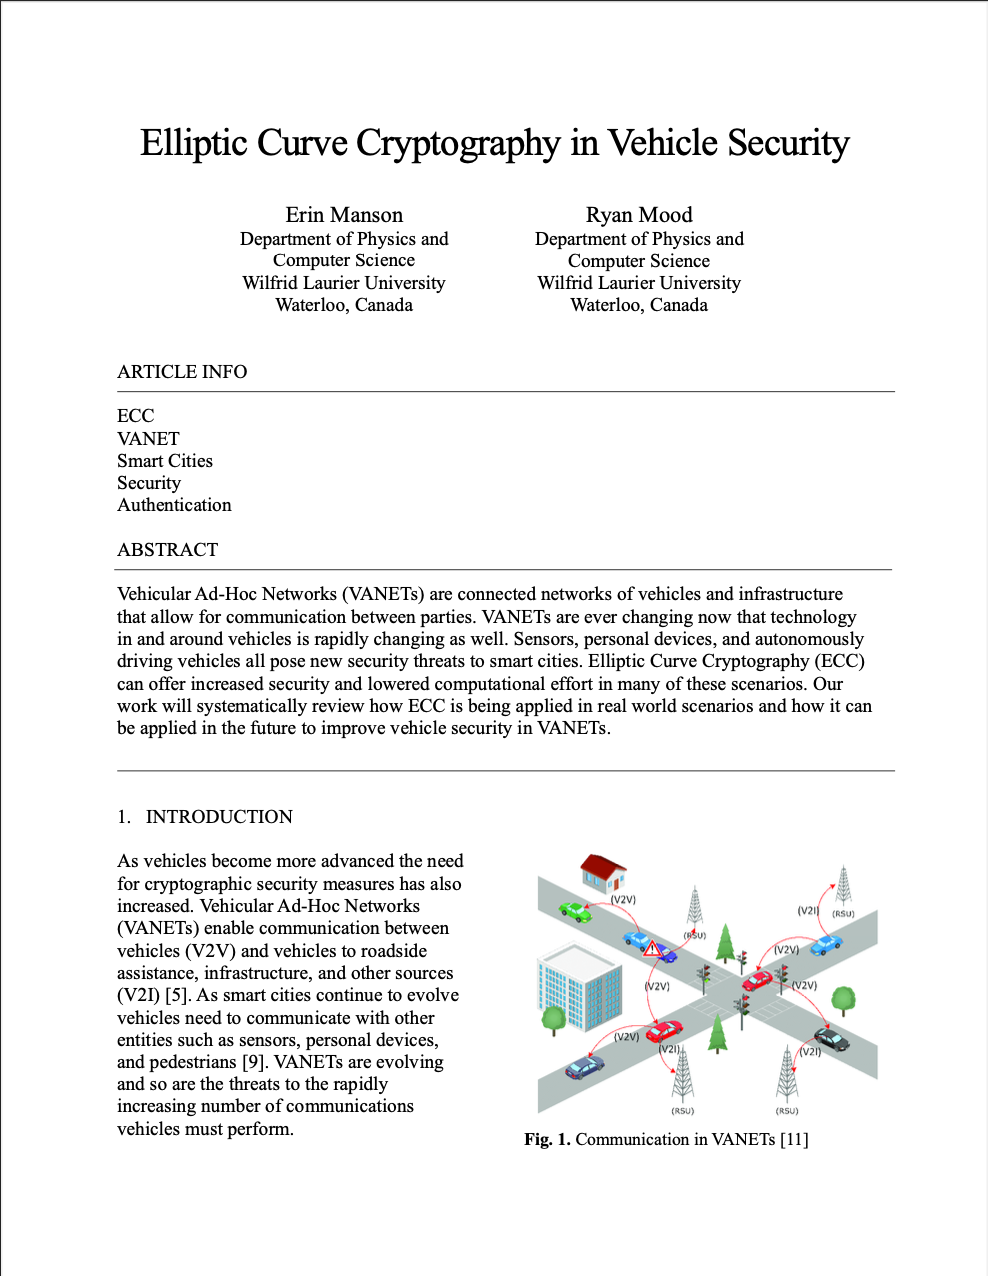 Elliptic Curve Cryptography in Vehicle Security
Erin Manson
Department of Physics and
Computer Science
Wilfrid Laurier University
Waterloo, Canada
Ryan Mood
Department of Physics and
Computer Science
Wilfrid Laurier University
Waterloo, Canada
ARTICLE INFO
ECC
VANET
Smart Cities
Security
Authentication
ABSTRACT
Vehicular Ad-Hoc Networks (VANETs) are connected networks of vehicles and infrastructure
that allow for communication between parties. VANETs are ever changing now that technology
in and around vehicles is rapidly changing as well. Sensors, personal devices, and autonomously
driving vehicles all pose new security threats to smart cities. Elliptic Curve Cryptography (ECC)
can offer increased security and lowered computational effort in many of these scenarios. Our
work will systematically review how ECC is being applied in real world scenarios and how it can
be applied in the future to improve vehicle security in VANETs.
1. INTRODUCTION
As vehicles become more advanced the need
for cryptographic security measures has also
increased. Vehicular Ad-Hoc Networks
(VANETs) enable communication between
vehicles (V2V) and vehicles to roadside
assistance, infrastructure, and other sources
(V2I) [5]. As smart cities continue to evolve
vehicles need to communicate with other
entities such as sensors, personal devices,
and pedestrians [9]. VANETs are evolving
and so are the threats to the rapidly
increasing number of communications
vehicles must perform.
(V2V)
(RSU)
(V2I)
(RSU)
(V2V)
(V2V)
(V2V)
(V2V)
(V2I)
(V2I)
(RSU)
(RSU)
Fig. 1. Communication in VANETs [11]